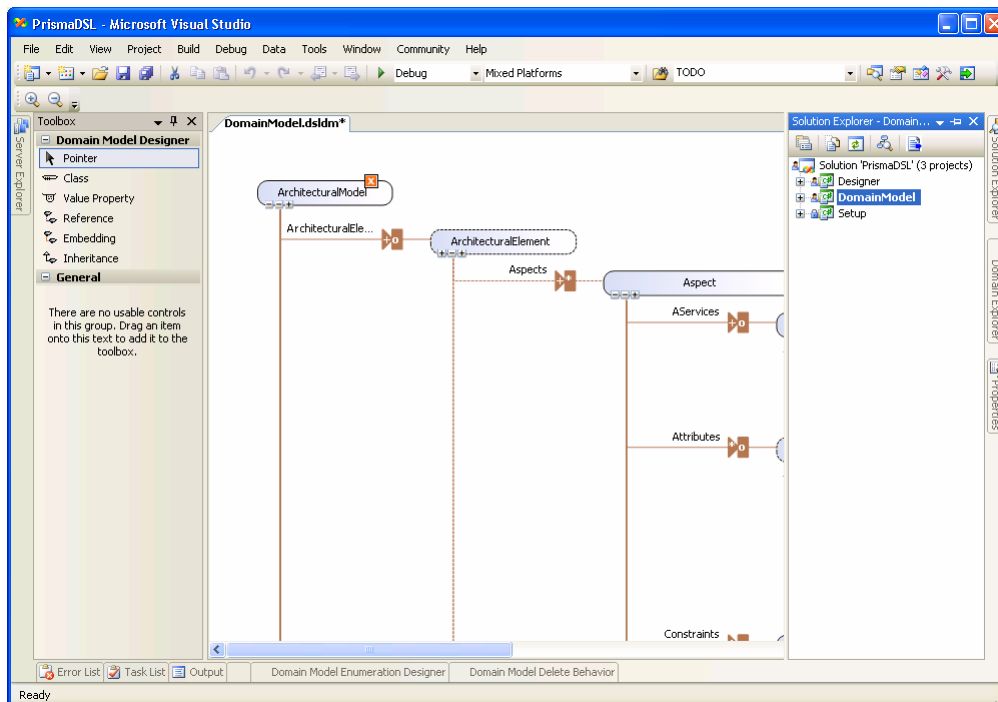 PrismaDSL - Microsoft Visual Studio
File Edit View Project Build Debug Data Tools Window Community Help
Debug Mixed Platforms TODO
Toolbox
DomainModel.dsldm*
Solution Explorer - Domain...
Server Explorer
Domain Model Designer
Pointer
Class
Value Property
Reference
Embedding
Inheritance
General
There are no usable controls
in this group. Drag an item
onto this text to add it to the
toolbox.
ArchitecturalModel
ArchitecturalEle...
ArchitecturalElement
Aspects
Aspect
AServices
Attributes
Constraints
Solution 'PrismaDSL' (3 projects)
Designer
DomainModel
Setup
Solution Explorer
Domain Explorer
Properties
Error List Task List Output Domain Model Enumeration Designer Domain Model Delete Behavior
Ready